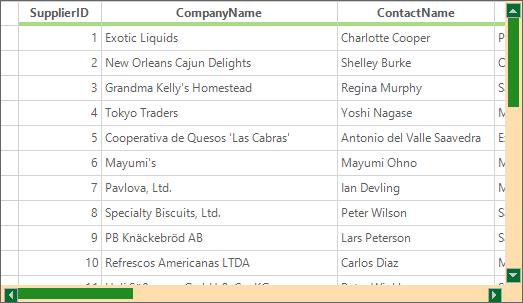 SupplierID CompanyName ContactName
1 Exotic Liquids Charlotte Cooper P
2 New Orleans Cajun Delights Shelley Burke
3 Grandma Kelly's Homestead Regina Murphy S
4 Tokyo Traders Yoshi Nagase M
5 Cooperativa de Quesos 'Las Cabras' Antonio del Valle Saavedra E
6 Mayumi's Mayumi Ohno M
7 Pavlova, Ltd. Ian Devling M
8 Specialty Biscuits, Ltd. Peter Wilson S
9 PB Knäckebröd AB Lars Peterson S
10 Refrescos Americanas LTDA Carlos Diaz M